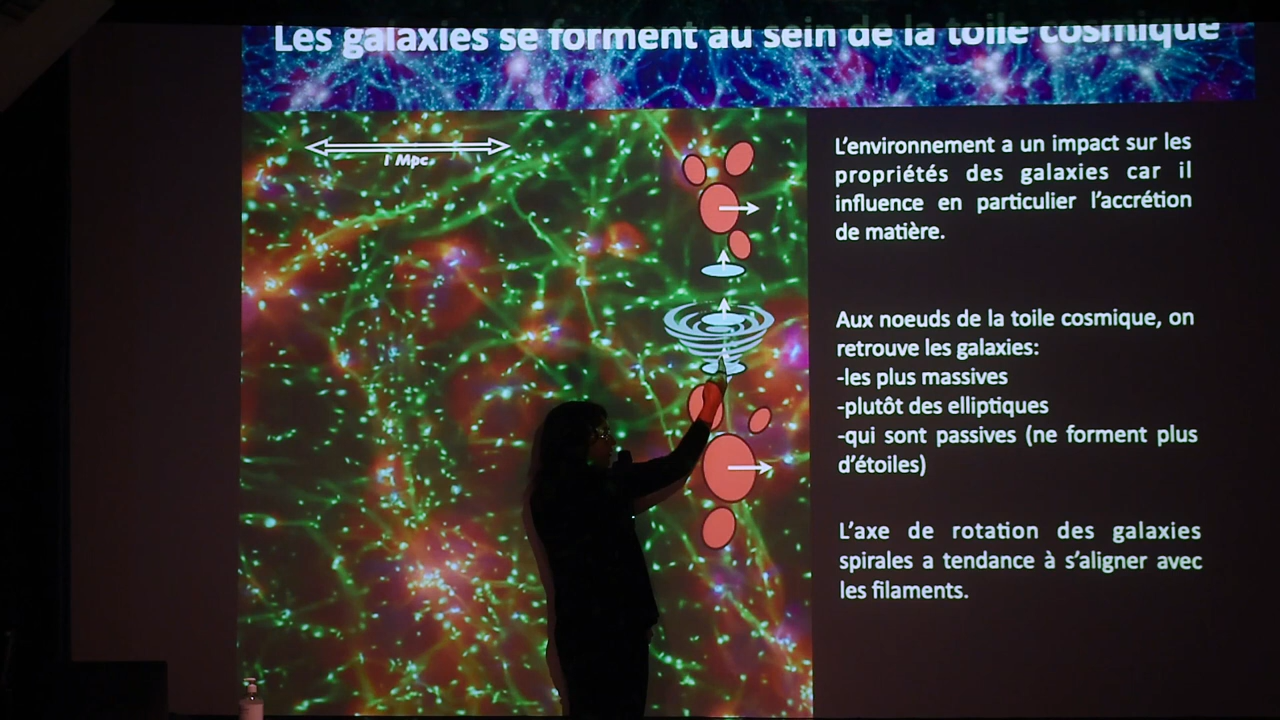 Les galaxies se forment au sein de la toile cosmique
1 Mpc
L'environnement a un impact sur les
propriétés des galaxies car il
influence en particulier l'accrétion
de matière.
Aux noeuds de la toile cosmique, on
retrouve les galaxies:
-les plus massives
-plutôt des elliptiques
-qui sont passives (ne forment plus
d'étoiles)
L'axe de rotation des galaxies
spirales a tendance à s'aligner avec
les filaments.